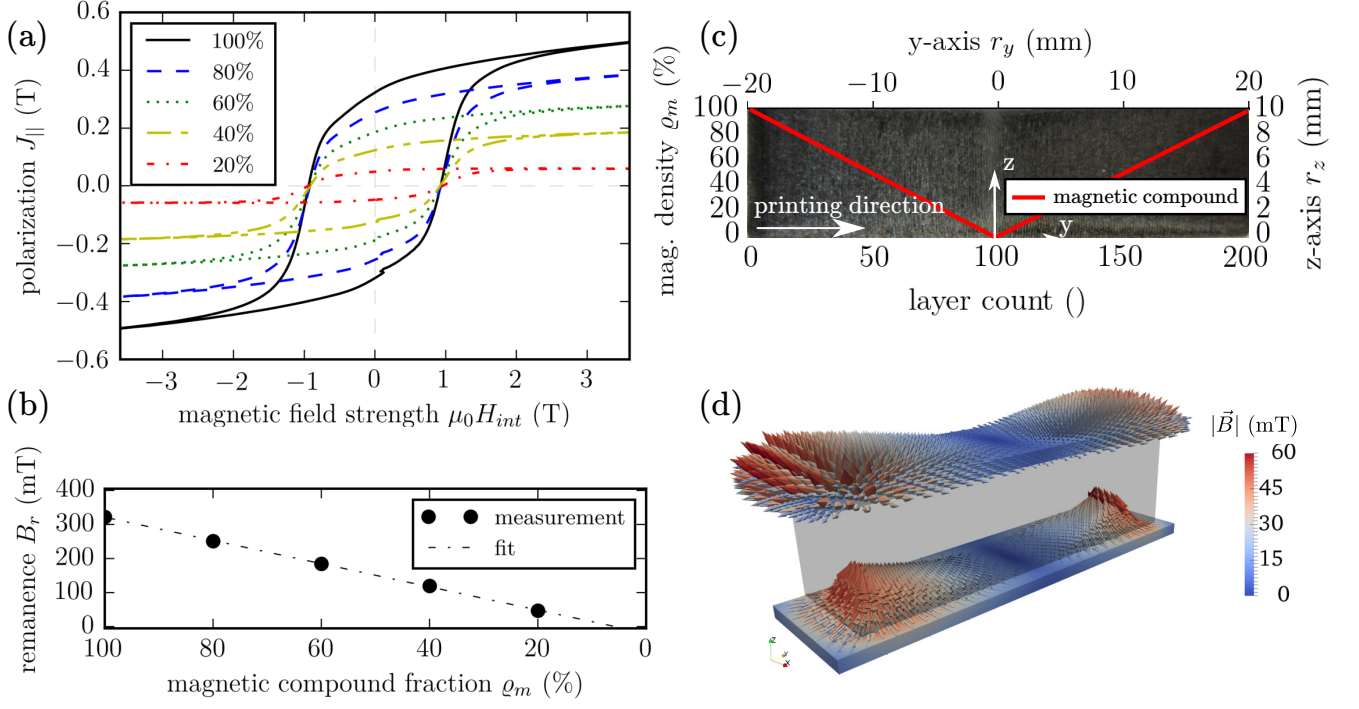 (a)
polarization J∥ (T)
0.6
0.4
0.2
0.0
−0.2
−0.4
−0.6
100%
80%
60%
40%
20%
−3 −2 −1 0 1 2 3
magnetic field strength μ0Hint (T)
(b)
remanence Br (mT)
400
300
200
100
0
measurement
fit
100 80 60 40 20 0
magnetic compound fraction ϱm (%)
(c)
y-axis ry (mm)
−20 −10 0 10 20
mag. density ϱm (%)
100
80
60
40
20
0
z
magnetic compound
printing direction
y
10
8
6
4
2
0
z-axis rz (mm)
0 50 100 150 200
layer count ()
(d)
|B⃗| (mT)
60
45
30
15
0
z
y
x